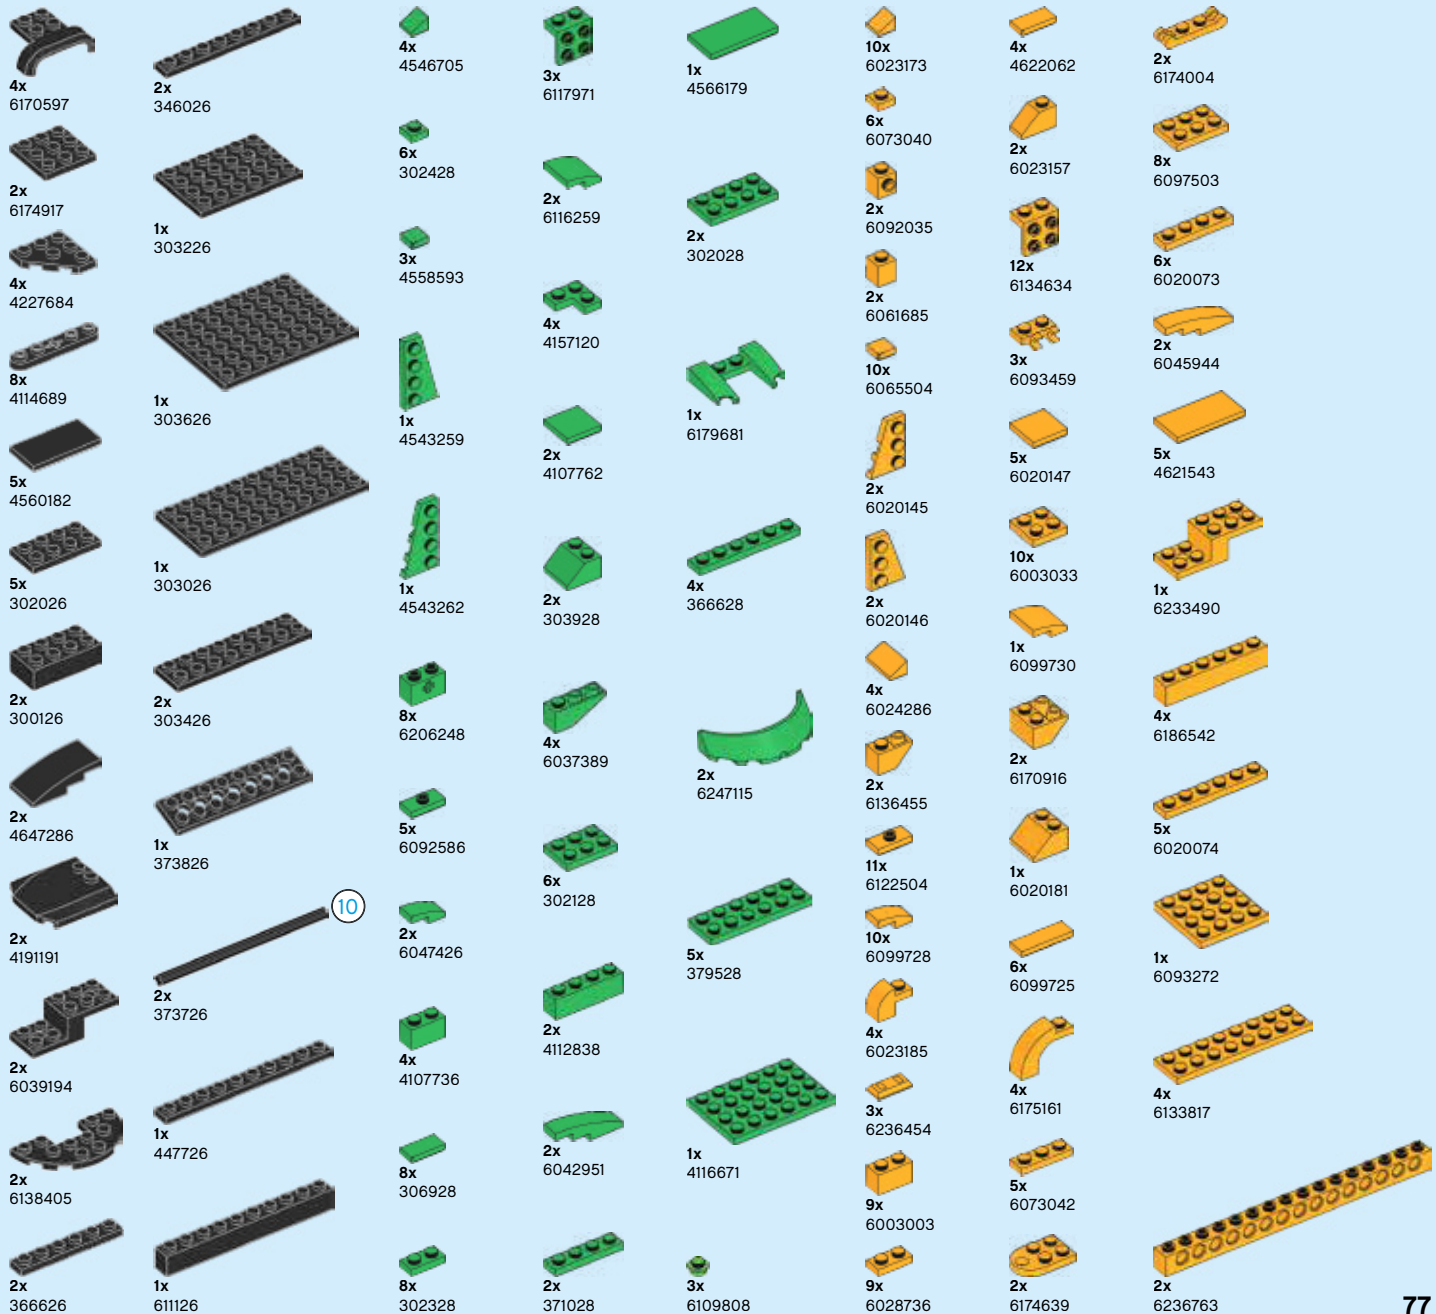 4x
6170597
2x
6174917
4x
4227684
8x
4114689
5x
4560182
5x
302026
2x
300126
2x
4647286
2x
4191191
2x
6039194
2x
6138405
2x
366626
2x
346026
1x
303226
1x
303626
1x
303026
2x
303426
1x
373826
10
2x
373726
1x
447726
1x
611126
4x
4546705
6x
302428
3x
4558593
1x
4543259
1x
4543262
8x
6206248
5x
6092586
2x
6047426
4x
4107736
8x
306928
8x
302328
3x
6117971
2x
6116259
4x
4157120
2x
4107762
2x
303928
4x
6037389
6x
302128
2x
4112838
2x
6042951
2x
371028
1x
4566179
2x
302028
1x
6179681
4x
366628
2x
6247115
5x
379528
1x
4116671
3x
6109808
10x
6023173
6x
6073040
2x
6092035
2x
6061685
10x
6065504
2x
6020145
2x
6020146
4x
6024286
2x
6136455
11x
6122504
10x
6099728
4x
6023185
3x
6236454
9x
6003003
9x
6028736
4x
4622062
2x
6023157
12x
6134634
3x
6093459
5x
6020147
10x
6003033
1x
6099730
2x
6170916
1x
6020181
6x
6099725
4x
6175161
5x
6073042
2x
6174639
2x
6174004
8x
6097503
6x
6020073
2x
6045944
5x
4621543
1x
6233490
4x
6186542
5x
6020074
1x
6093272
4x
6133817
2x
6236763
77